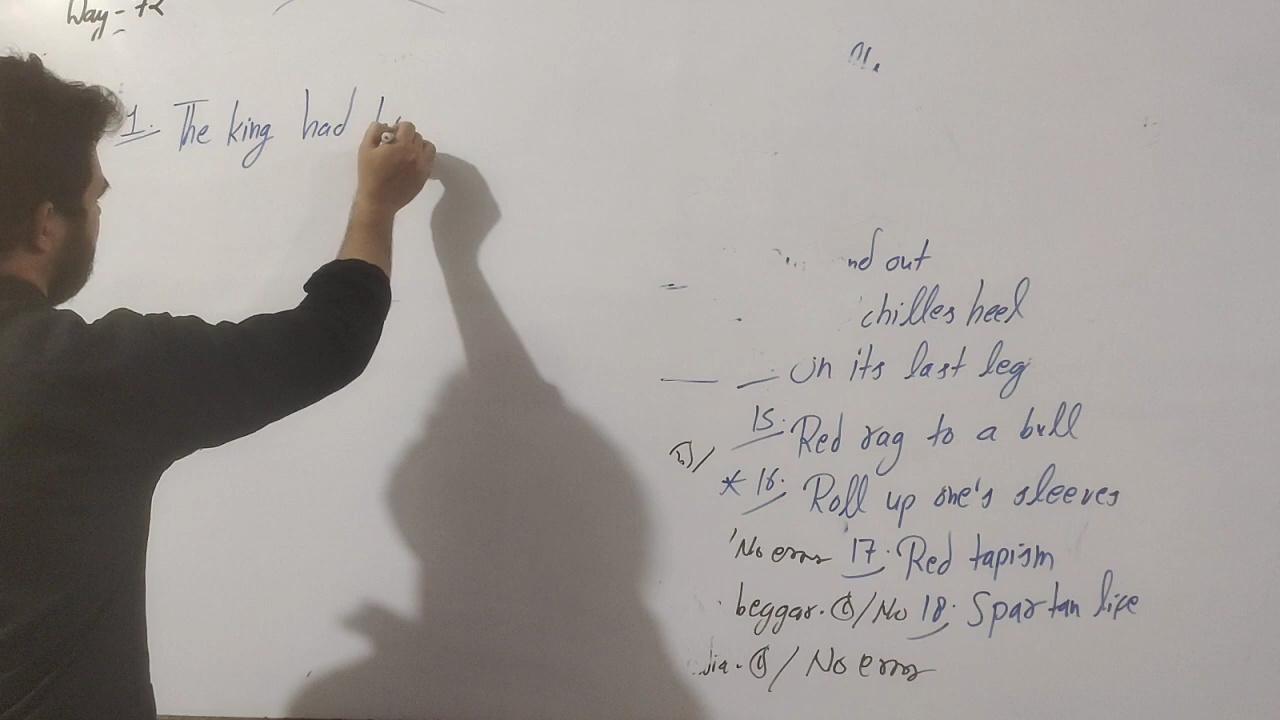 Day - 72
1. The king had
nd out
chilles heel
on its last leg
15. Red rag to a bull
* 16. Roll up one's sleeves
No error 17. Red tapism
beggar. (c)/No 18. Spartan life
dia. (c) / No error